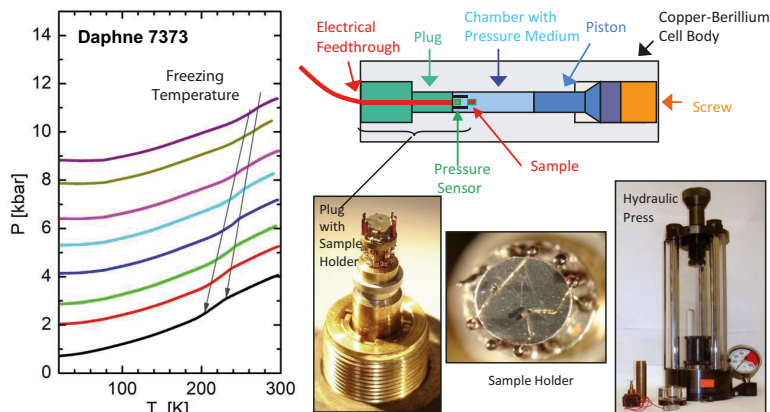 Daphne 7373
Freezing
Temperature
P [kbar]
14
12
10
8
6
4
2
0
100
200
300
T [K]
Electrical
Feedthrough
Plug
Chamber with
Pressure Medium
Piston
Copper-Berillium
Cell Body
Screw
Sample
Pressure
Sensor
Plug
with
Sample
Holder
Sample Holder
Hydraulic
Press